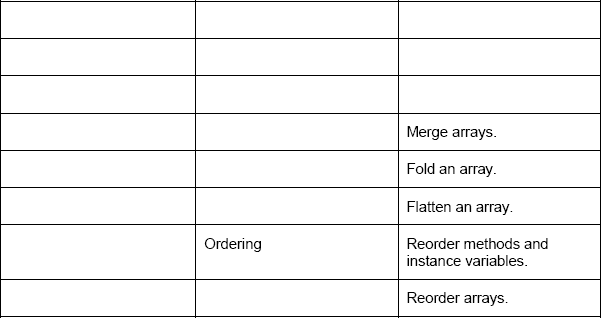 Merge arrays.
Fold an array.
Flatten an array.
Ordering
Reorder methods and
instance variables.
Reorder arrays.